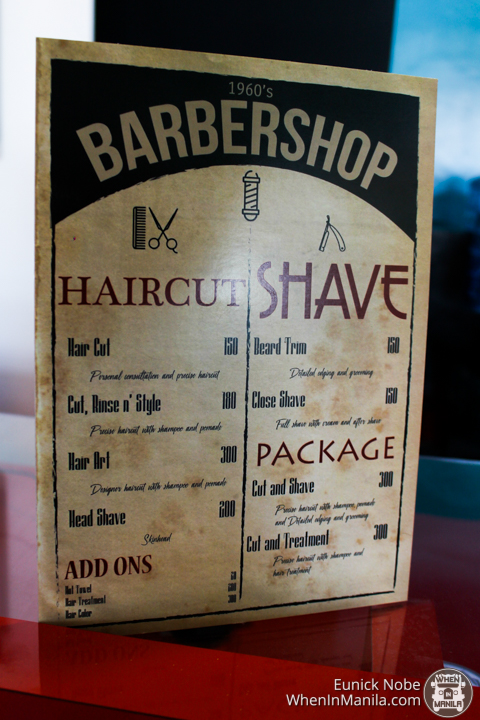 1960's
BARBERSHOP
HAIRCUT
Hair Cut 150
Personal consultation and precise haircut
Cut, Rinse n' Style 180
Precise haircut with shampoo and pomade
Hair Art 300
Designer haircut with shampoo and pomade
Head Shave 200
Skinhead
ADD ONS
Hot Towel
Hair Treatment
Hair Color 300
SHAVE
Beard Trim 150
Detailed edging and grooming
Close Shave 150
Full shave with cream and after shave
PACKAGE
Cut and Shave 300
Precise haircut with shampoo pomade
and Detailed edging and grooming
Cut and Treatment 300
Precise haircut with shampoo and
hair treatment
Eunick Nobe
WhenInManila.com
WHEN
IN
MANILA